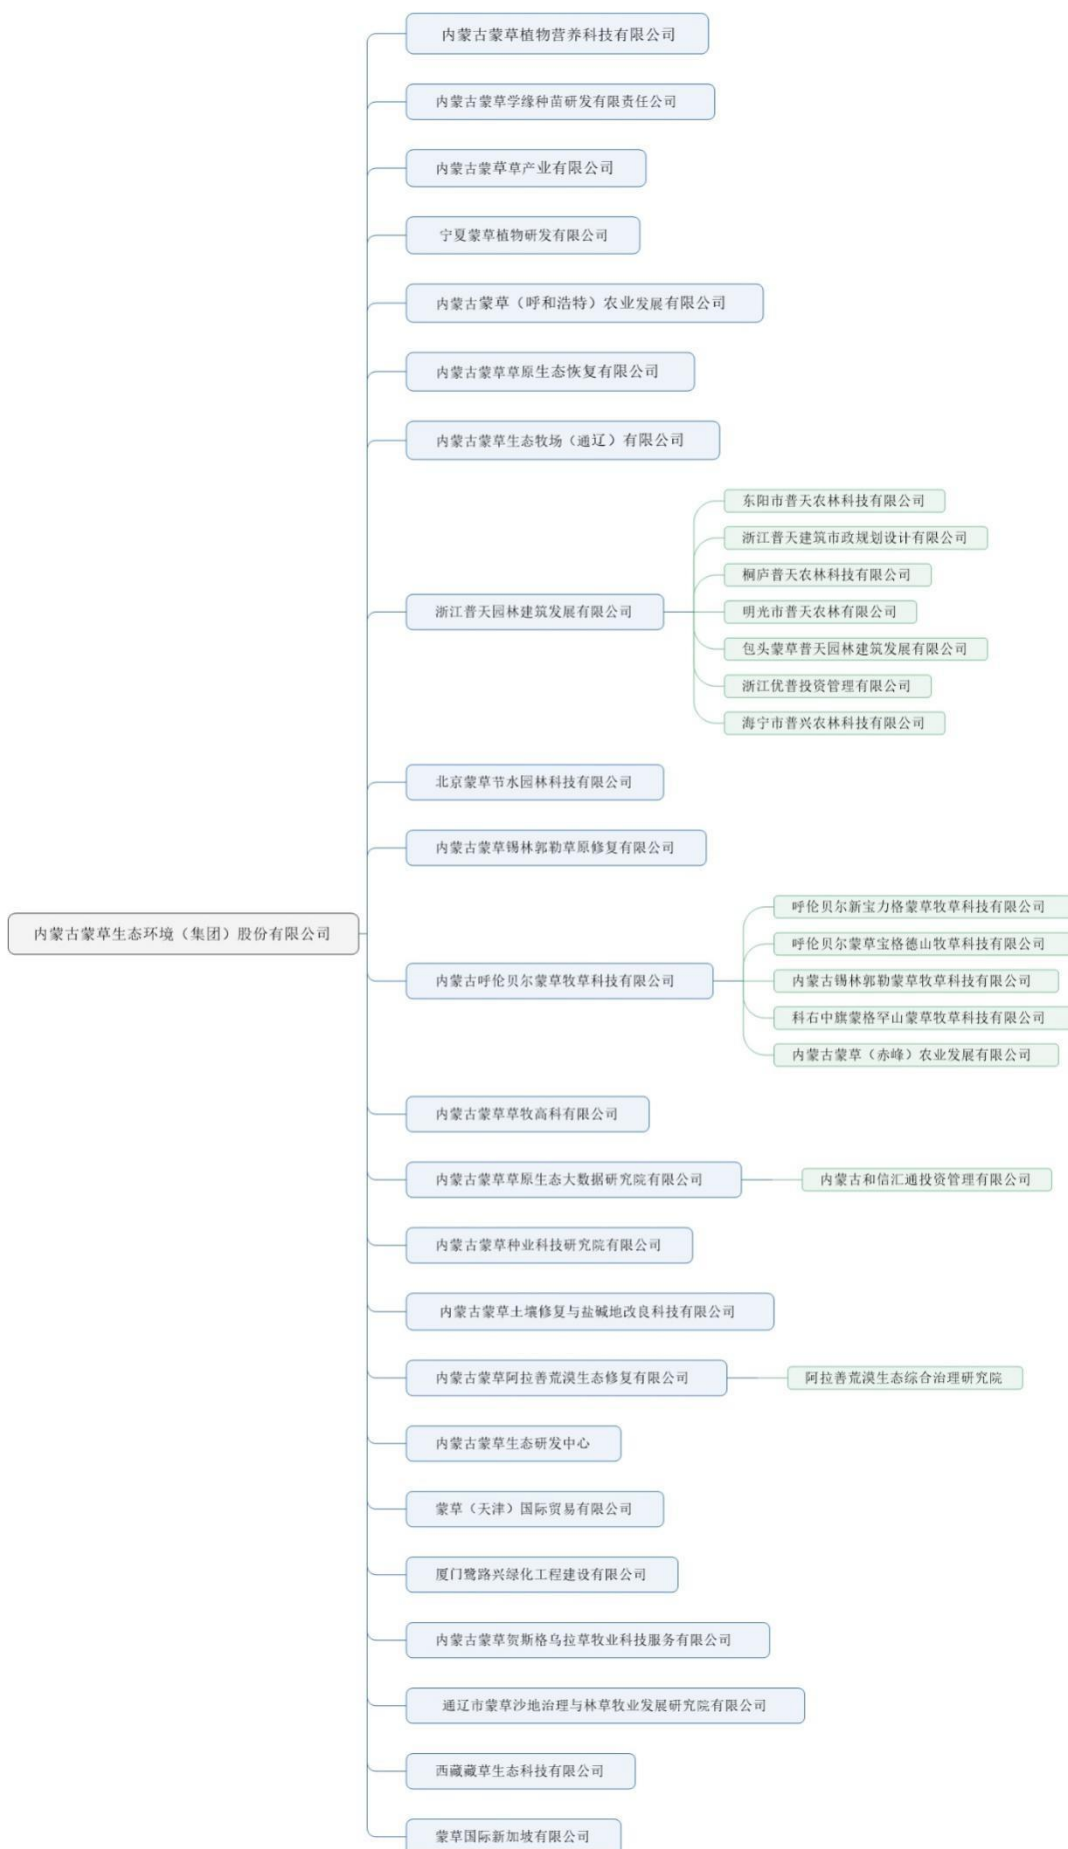 内蒙古蒙草植物营养科技有限公司
内蒙古蒙草学缘种苗研发有限责任公司
内蒙古蒙草草产业有限公司
宁夏蒙草植物研发有限公司
内蒙古蒙草（呼和浩特）农业发展有限公司
内蒙古蒙草草原生态恢复有限公司
内蒙古蒙草生态牧场（通辽）有限公司
浙江普天园林建筑发展有限公司
东阳市普天农林科技有限公司
浙江普天建筑市政规划设计有限公司
桐庐普天农林科技有限公司
明光市普天农林有限公司
包头蒙草普天园林建筑发展有限公司
浙江优普投资管理有限公司
海宁市普兴农林科技有限公司
北京蒙草节水园林科技有限公司
内蒙古蒙草锡林郭勒草原修复有限公司
内蒙古蒙草生态环境（集团）股份有限公司
内蒙古呼伦贝尔蒙草牧草科技有限公司
呼伦贝尔新宝力格蒙草牧草科技有限公司
呼伦贝尔蒙草宝格德山牧草科技有限公司
内蒙古锡林郭勒蒙草牧草科技有限公司
科右中旗蒙格罕山蒙草牧草科技有限公司
内蒙古蒙草（赤峰）农业发展有限公司
内蒙古蒙草草牧高科有限公司
内蒙古蒙草草原生态大数据研究院有限公司
内蒙古和信汇通投资管理有限公司
内蒙古蒙草种业科技研究院有限公司
内蒙古蒙草土壤修复与盐碱地改良科技有限公司
内蒙古蒙草阿拉善荒漠生态修复有限公司
阿拉善荒漠生态综合治理研究院
内蒙古蒙草生态研发中心
蒙草（天津）国际贸易有限公司
厦门鹭路兴绿化工程建设有限公司
内蒙古蒙草贺斯格乌拉草牧业科技服务有限公司
通辽市蒙草沙地治理与林草牧业发展研究院有限公司
西藏藏草生态科技有限公司
蒙草国际新加坡有限公司